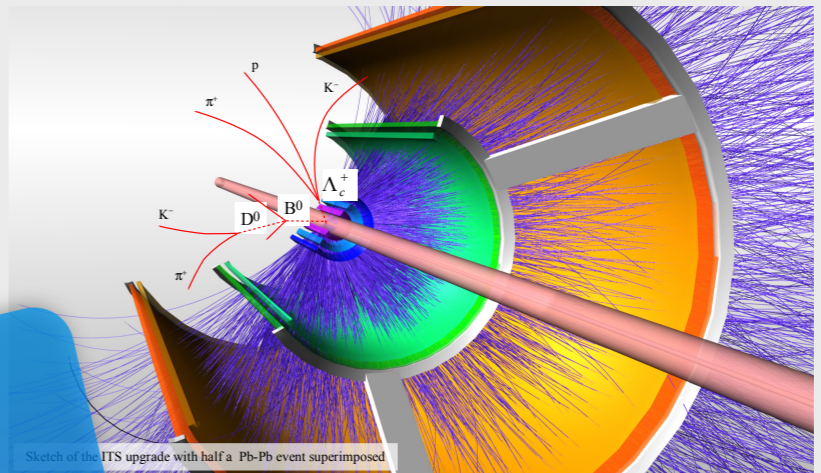 p
K⁻
π⁺
Λc⁺
B⁰
D⁰
K⁻
π⁺
Sketch of the ITS upgrade with half a Pb-Pb event superimposed